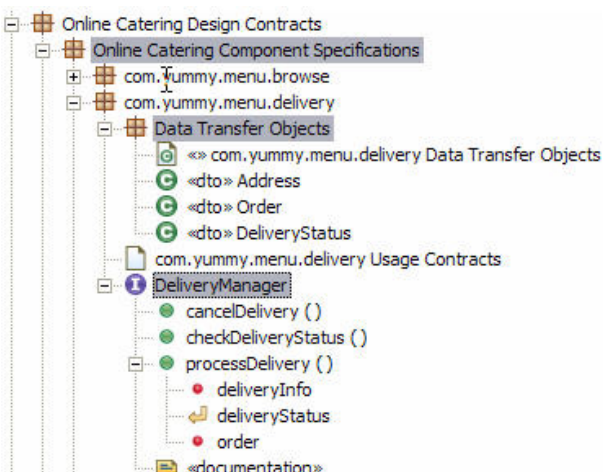 Online Catering Design Contracts
Online Catering Component Specifications
com.yummy.menu.browse
com.yummy.menu.delivery
Data Transfer Objects
«» com.yummy.menu.delivery Data Transfer Objects
«dto» Address
«dto» Order
«dto» DeliveryStatus
com.yummy.menu.delivery Usage Contracts
DeliveryManager
cancelDelivery ( )
checkDeliveryStatus ( )
processDelivery ( )
deliveryInfo
deliveryStatus
order
«documentation»